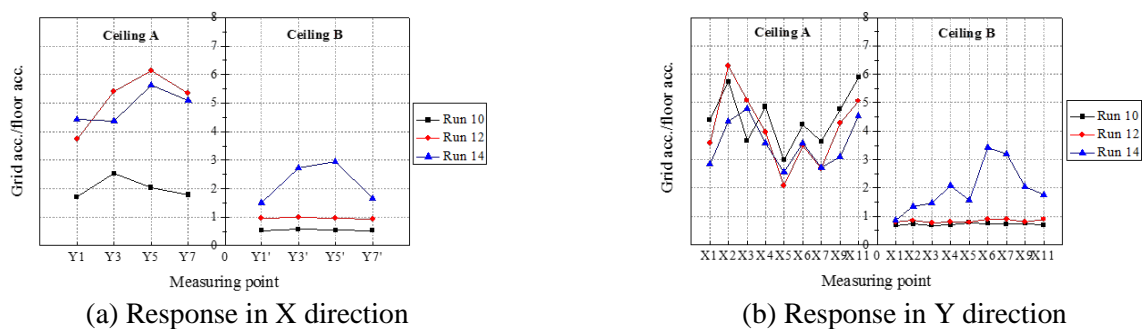 8
7
6
5
4
3
2
1
0
Ceiling A
Ceiling B
Grid acc./floor acc.
Y1 Y3 Y5 Y7 Y1' Y3' Y5' Y7'
Measuring point
Run 10
Run 12
Run 14
(a) Response in X direction
8
7
6
5
4
3
2
1
0
Ceiling A
Ceiling B
Grid acc./floor acc.
X1 X2 X3 X4 X5 X6 X7 X9 X11 0 X1 X2 X3 X4 X5 X6 X7 X9 X11
Measuring point
Run 10
Run 12
Run 14
(b) Response in Y direction